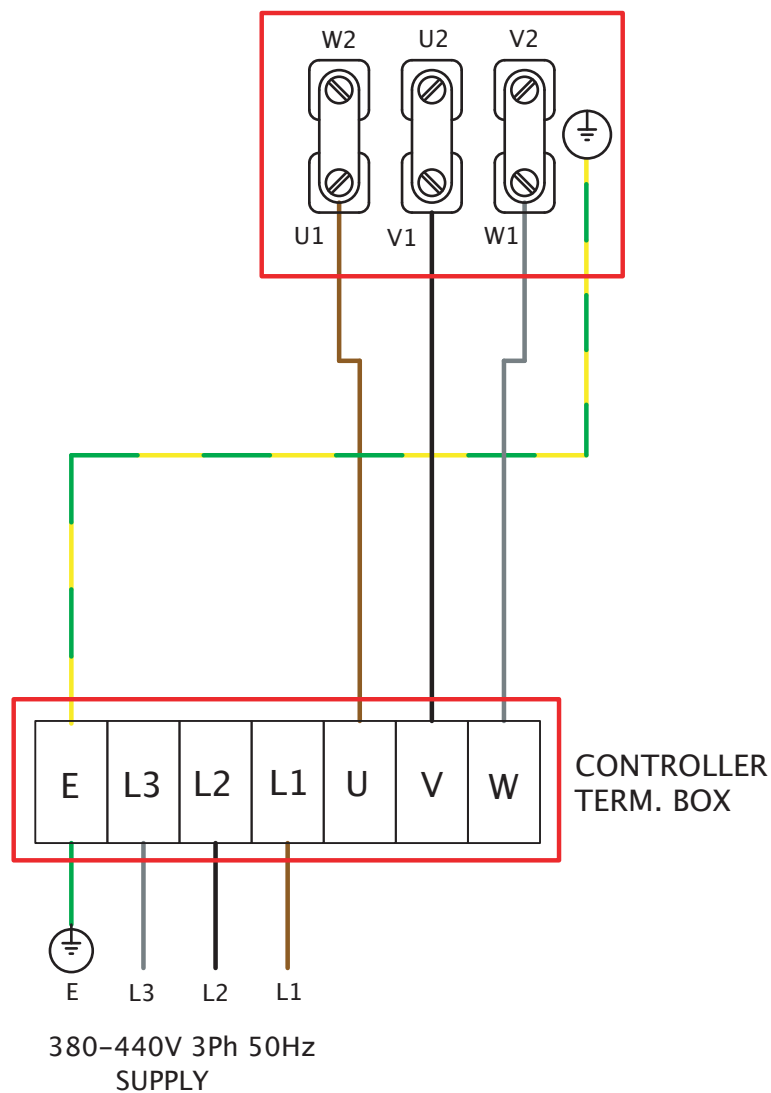 W2 U2 V2
U1 V1 W1
E L3 L2 L1 U V W
CONTROLLER
TERM. BOX
E L3 L2 L1
380–440V 3Ph 50Hz
SUPPLY